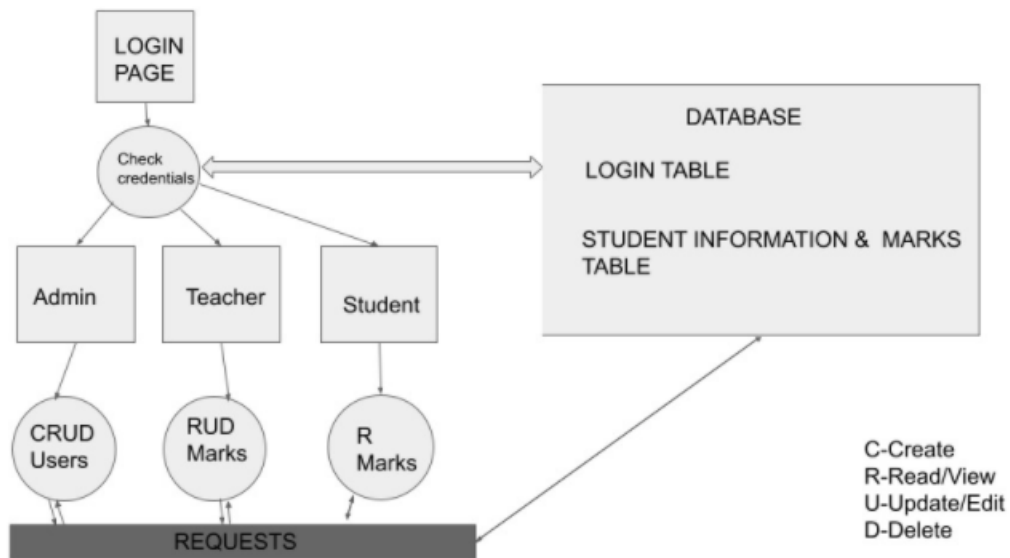 LOGIN
PAGE
Check
credentials
DATABASE
LOGIN TABLE
STUDENT INFORMATION & MARKS
TABLE
Admin
Teacher
Student
CRUD
Users
RUD
Marks
R
Marks
C-Create
R-Read/View
U-Update/Edit
D-Delete
REQUESTS